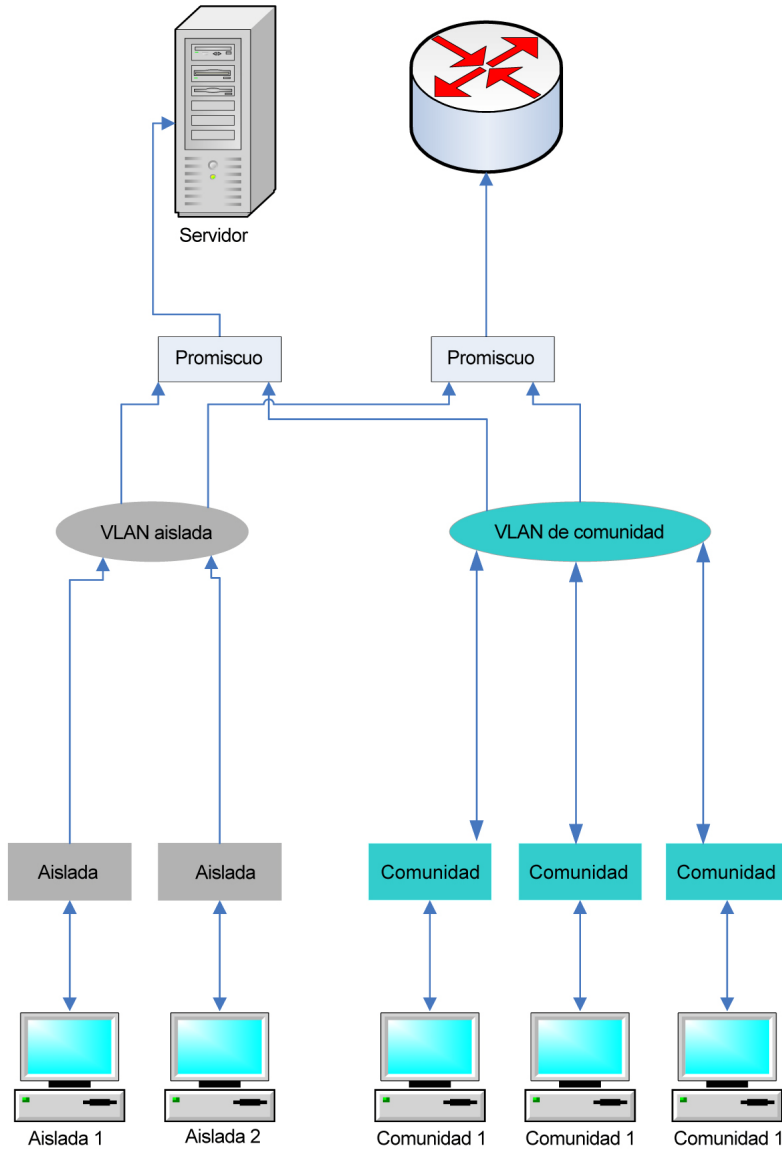 Servidor
Promiscuo
Promiscuo
VLAN aislada
VLAN de comunidad
Aislada
Aislada
Comunidad
Comunidad
Comunidad
Aislada 1
Aislada 2
Comunidad 1
Comunidad 1
Comunidad 1